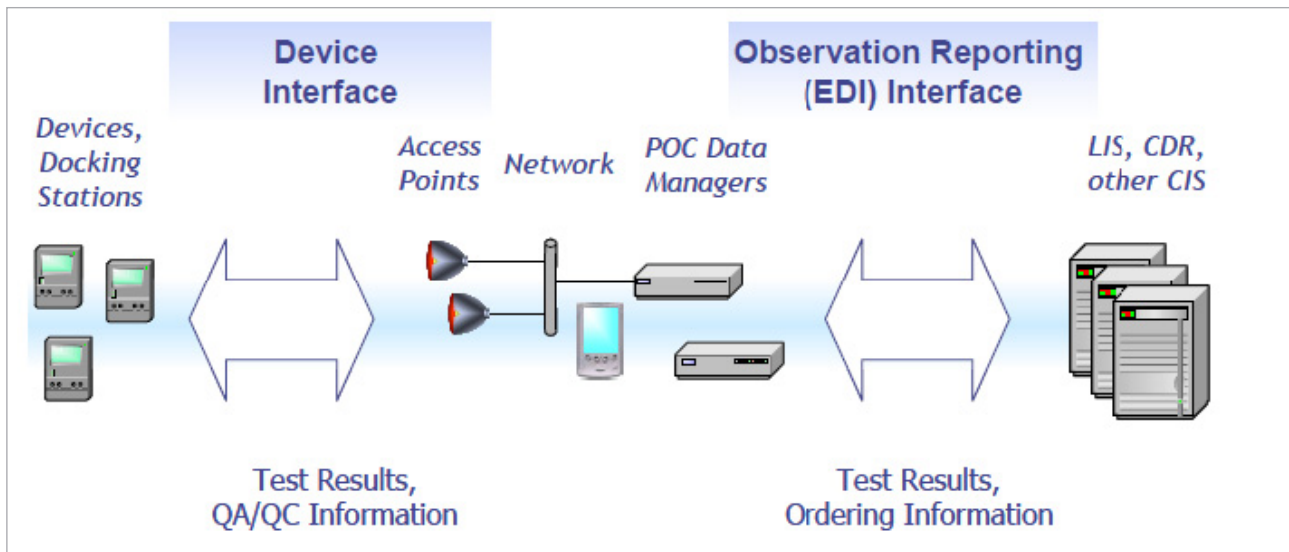 Device
Interface
Observation Reporting
(EDI) Interface
Devices,
Docking
Stations
Access
Points
Network
POC Data
Managers
LIS, CDR,
other CIS
Test Results,
QA/QC Information
Test Results,
Ordering Information